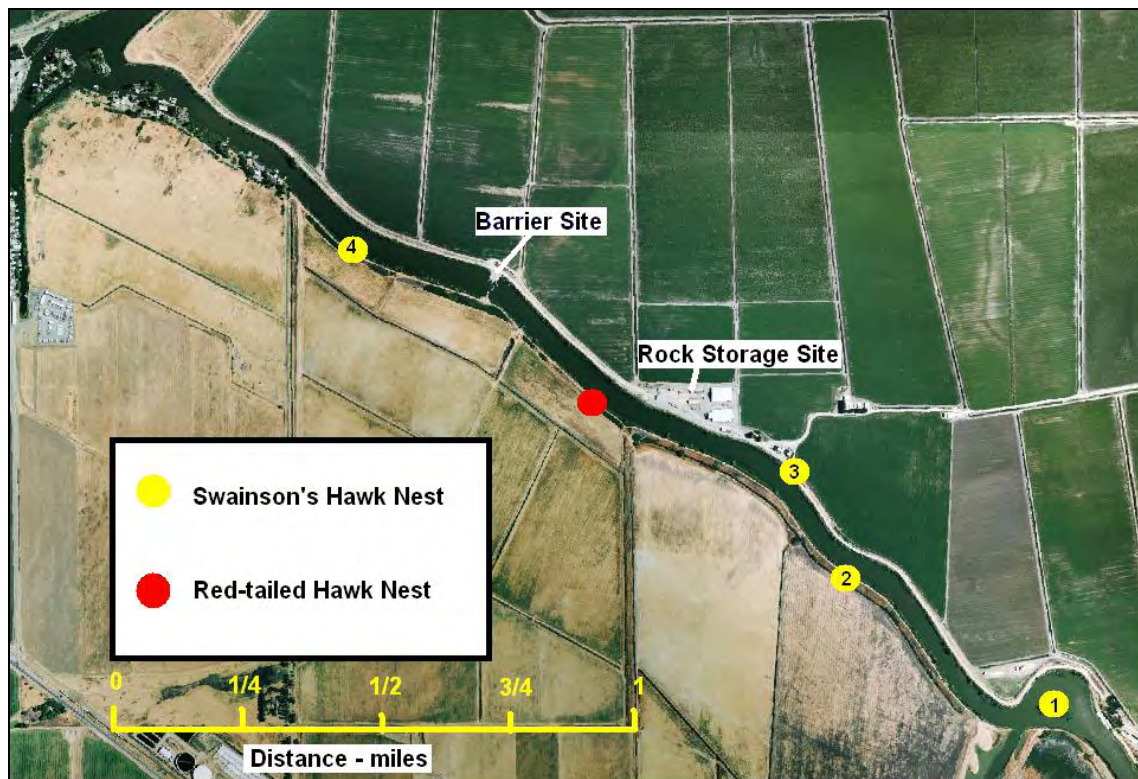 Barrier Site
4
Rock Storage Site
3
2
1
Swainson's Hawk Nest
Red-tailed Hawk Nest
0 1/4 1/2 3/4 1
Distance - miles